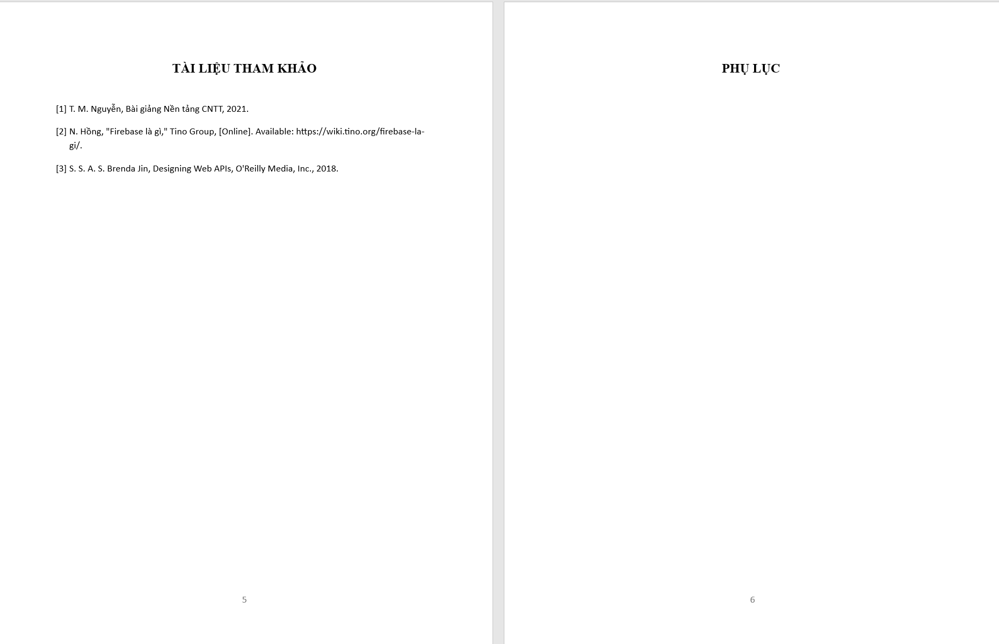 TÀI LIỆU THAM KHẢO
[1] T. M. Nguyễn, Bài giảng Nền tảng CNTT, 2021.
[2] N. Hồng, "Firebase là gì," Tino Group, [Online]. Available: https://wiki.tino.org/firebase-la-
gi/.
[3] S. S. A. S. Brenda Jin, Designing Web APIs, O'Reilly Media, Inc., 2018.
5
PHỤ LỤC
6